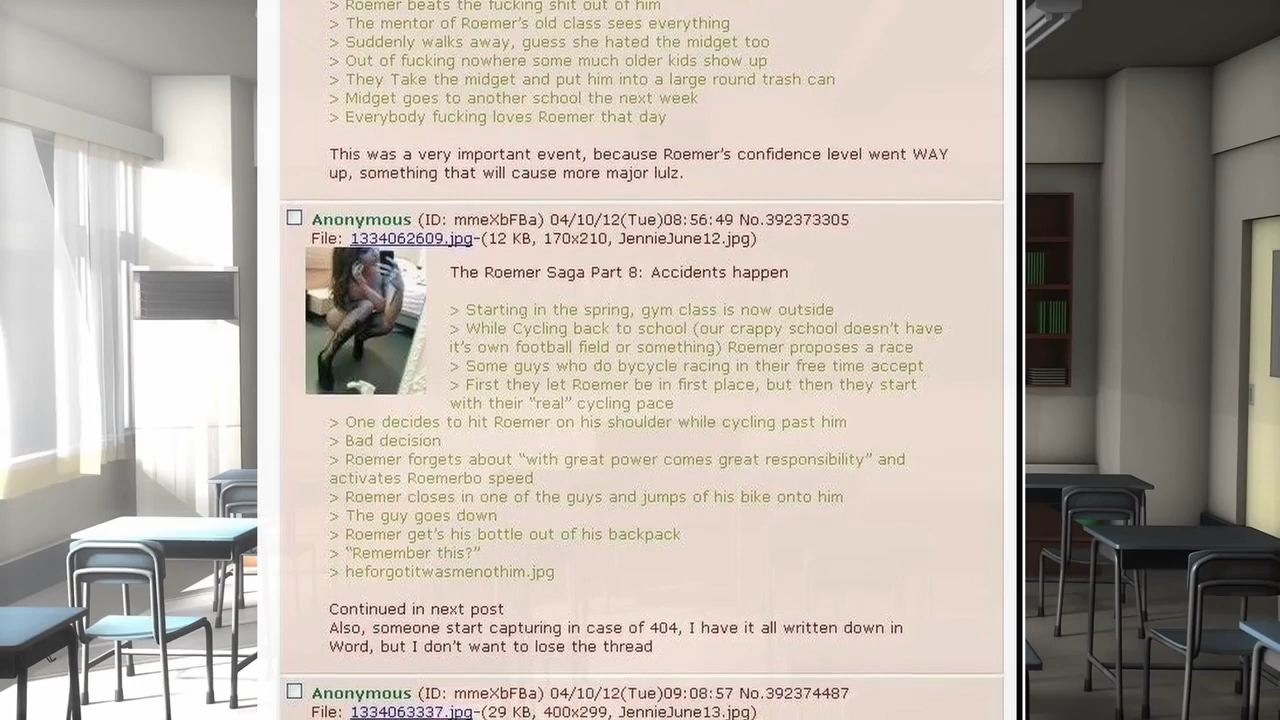 > Roemer beats the fucking shit out of him
> The mentor of Roemer's old class sees everything
> Suddenly walks away, guess she hated the midget too
> Out of fucking nowhere some much older kids show up
> They Take the midget and put him into a large round trash can
> Midget goes to another school the next week
> Everybody fucking loves Roemer that day
This was a very important event, because Roemer's confidence level went WAY
up, something that will cause more major lulz.
Anonymous (ID: mmeXbFBa) 04/10/12(Tue)08:56:49 No.392373305
File: 1334062609.jpg-(12 KB, 170x210, JennieJune12.jpg)
The Roemer Saga Part 8: Accidents happen
> Starting in the spring, gym class is now outside
> While Cycling back to school (our crappy school doesn't have
it's own football field or something) Roemer proposes a race
> Some guys who do bycycle racing in their free time accept
> First they let Roemer be in first place, but then they start
with their "real" cycling pace
> One decides to hit Roemer on his shoulder while cycling past him
> Bad decision
> Roemer forgets about "with great power comes great responsibility" and
activates Roemerbo speed
> Roemer closes in one of the guys and jumps of his bike onto him
> The guy goes down
> Roemer get's his bottle out of his backpack
> "Remember this?"
> heforgotitwasmenothim.jpg
Continued in next post
Also, someone start capturing in case of 404, I have it all written down in
Word, but I don't want to lose the thread
Anonymous (ID: mmeXbFBa) 04/10/12(Tue)09:08:57 No.392374487
File: 1334063337.jpg-(29 KB, 400x299, JennieJune13.jpg)